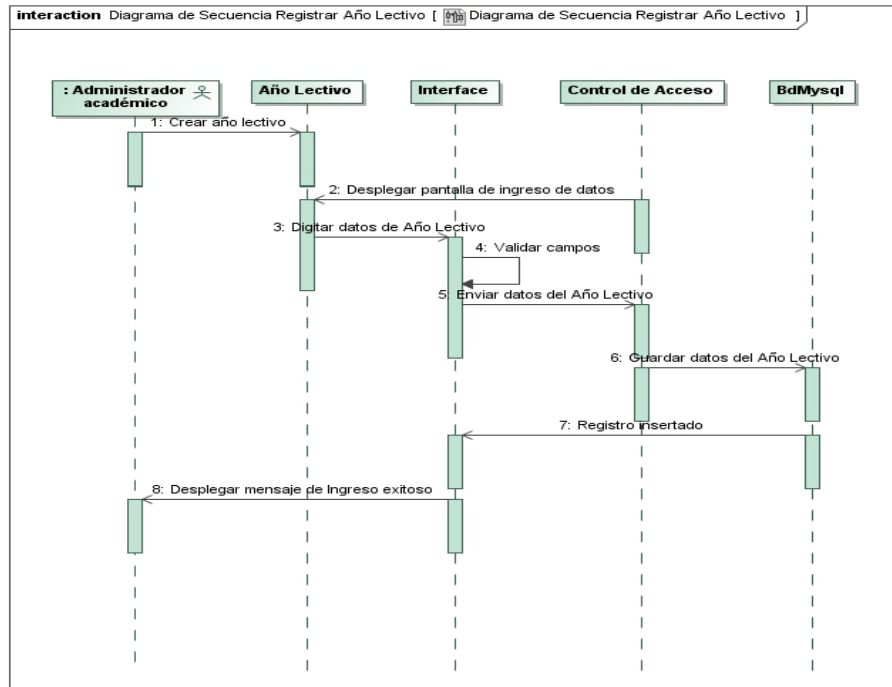 interaction Diagrama de Secuencia Registrar Año Lectivo [ Diagrama de Secuencia Registrar Año Lectivo ]
: Administrador
académico
Año Lectivo
Interface
Control de Acceso
BdMysql
1: Crear año lectivo
2: Desplegar pantalla de ingreso de datos
3: Digitar datos de Año Lectivo
4: Validar campos
5: Enviar datos del Año Lectivo
6: Guardar datos del Año Lectivo
7: Registro insertado
8: Desplegar mensaje de Ingreso exitoso